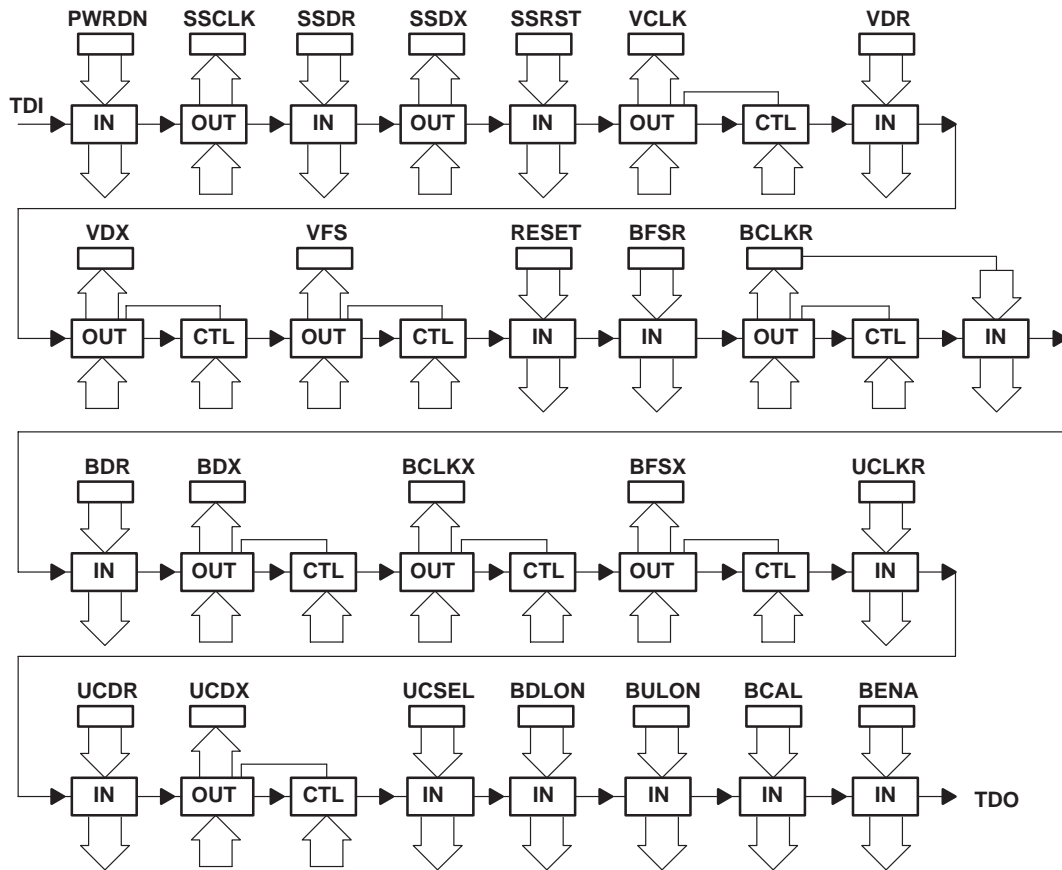 PWRDN SSCLK SSDR SSDX SSRST VCLK VDR
TDI
IN OUT IN OUT IN OUT CTL IN
VDX VFS RESET BFSR BCLKR
OUT CTL OUT CTL IN IN OUT CTL IN
BDR BDX BCLKX BFSX UCLKR
IN OUT CTL OUT CTL OUT CTL IN
UCDR UCDX UCSEL BDLON BULON BCAL BENA
IN OUT CTL IN IN IN IN IN TDO